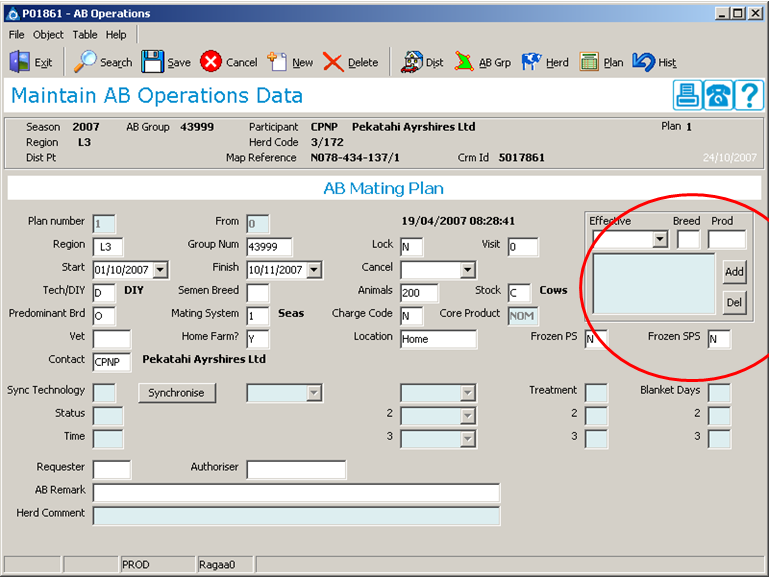 P01861 - AB Operations
File Object Table Help
Exit Search Save Cancel New Delete Dist AB Grp Herd Plan Hist
Maintain AB Operations Data
Season 2007 AB Group 43999 Participant CPNP Pekatahi Ayrshires Ltd Plan 1
Region L3 Herd Code 3/172
Dist Pt Map Reference N078-434-137/1 Crm Id 5017861 24/10/2007
AB Mating Plan
Plan number 1 From 0 19/04/2007 08:28:41 Effective Breed Prod
Region L3 Group Num 43999 Lock N Visit 0
Start 01/10/2007 Finish 10/11/2007 Cancel Add
Tech/DIY D DIY Semen Breed Animals 200 Stock C Cows Del
Predominant Brd O Mating System 1 Seas Charge Code N Core Product NOM
Vet Home Farm? Y Location Home Frozen PS N Frozen SPS N
Contact CPNP Pekatahi Ayrshires Ltd
Sync Technology Synchronise Treatment Blanket Days
Status 2 2 2
Time 3 3 3
Requester Authoriser
AB Remark
Herd Comment
PROD Ragaa0